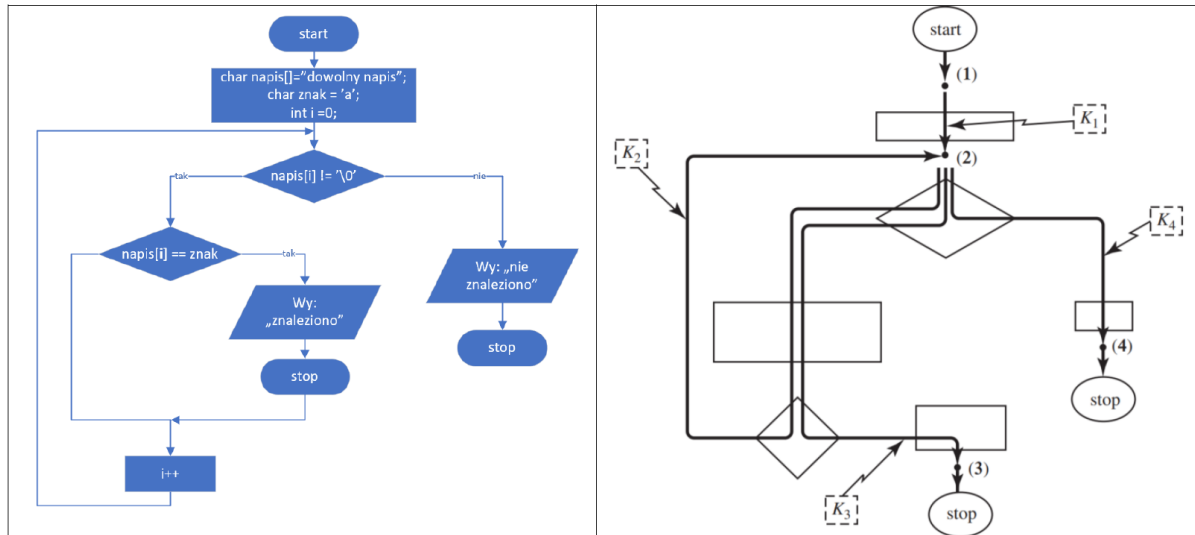 start
char napis[]=”dowolny napis”;
char znak = ’a’;
int i =0;
napis[i] != ’\0’
tak
nie
napis[i] == znak
tak
Wy: „nie
znaleziono”
Wy:
„znaleziono”
stop
stop
i++
start
(1)
K1
K2
(2)
K4
(4)
stop
(3)
K3
stop